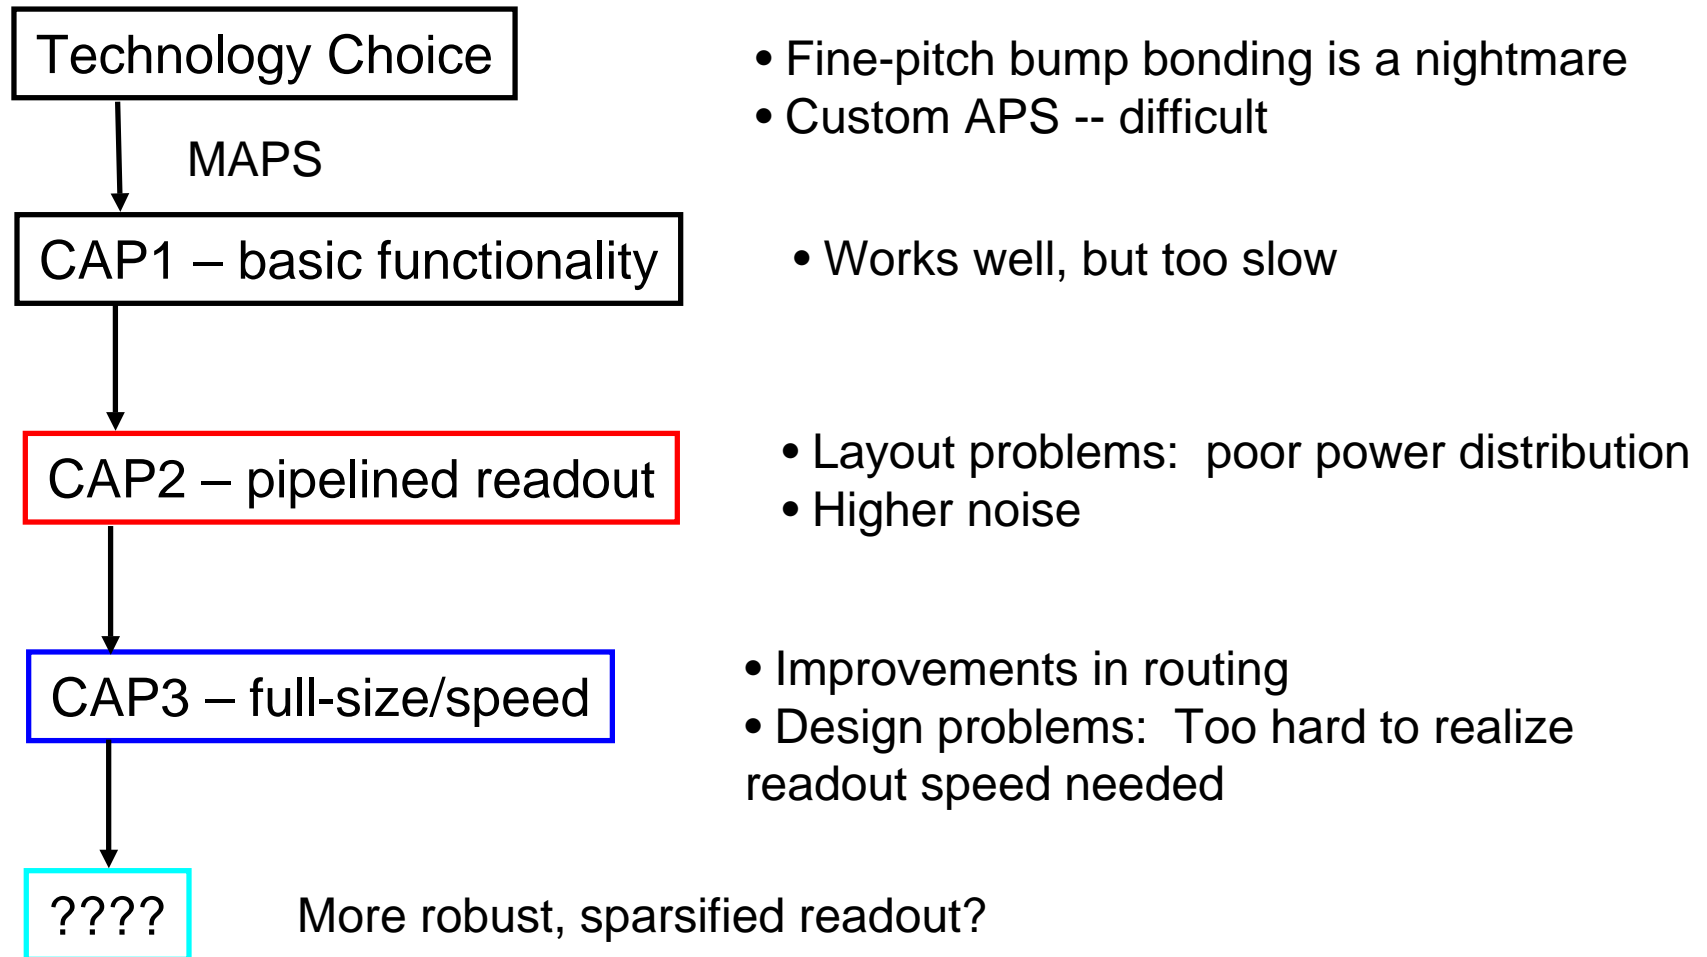 Technology Choice
• Fine-pitch bump bonding is a nightmare
• Custom APS -- difficult
MAPS
CAP1 – basic functionality
• Works well, but too slow
CAP2 – pipelined readout
• Layout problems: poor power distribution
• Higher noise
CAP3 – full-size/speed
• Improvements in routing
• Design problems: Too hard to realize
readout speed needed
????
More robust, sparsified readout?